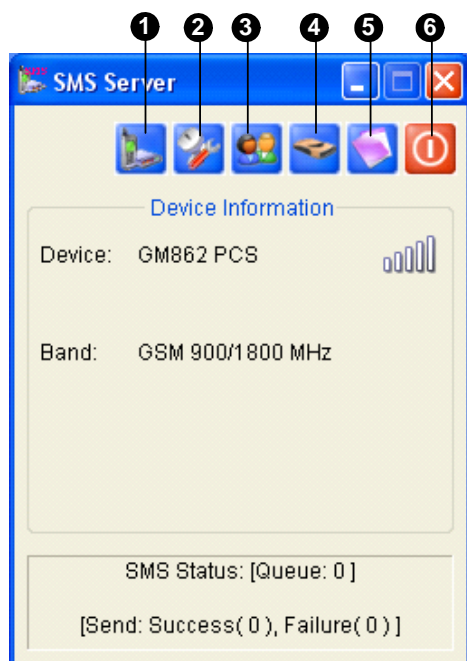 1 2 3 4 5 6
SMS Server
Device Information
Device: GM862 PCS
Band: GSM 900/1800 MHz
SMS Status: [Queue: 0 ]
[Send: Success( 0 ), Failure( 0 ) ]